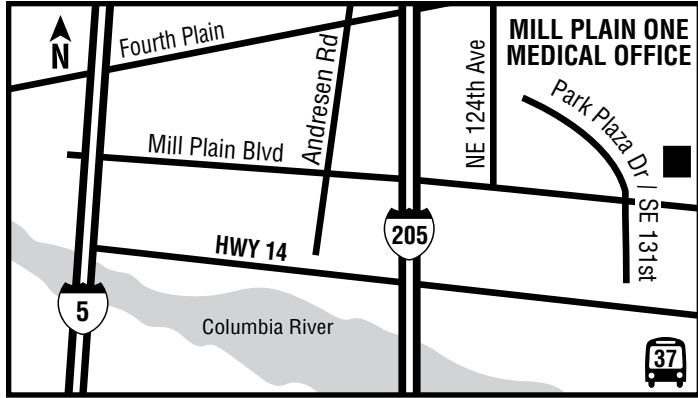 MILL PLAIN ONE
MEDICAL OFFICE
N
Fourth Plain
Andresen Rd
NE 124th Ave
Park Plaza Dr / SE 131st
Mill Plain Blvd
205
HWY 14
5
Columbia River
37